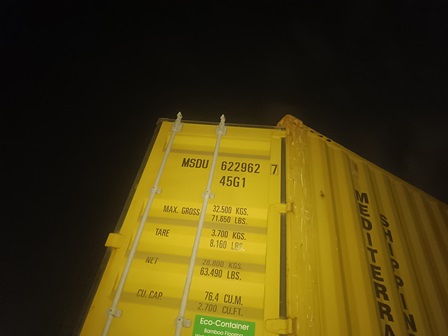 MSDU 622962 7
45G1
MAX. GROSS 32.500 KGS.
71.650 LBS.
TARE 3.700 KGS.
8.160 LBS.
NET 28.800 KGS.
63.490 LBS.
CU. CAP. 76.4 CU.M.
2.700 CU.FT.
Eco-Container
Bamboo Flooring
MEDITERRA
SHIPPIN